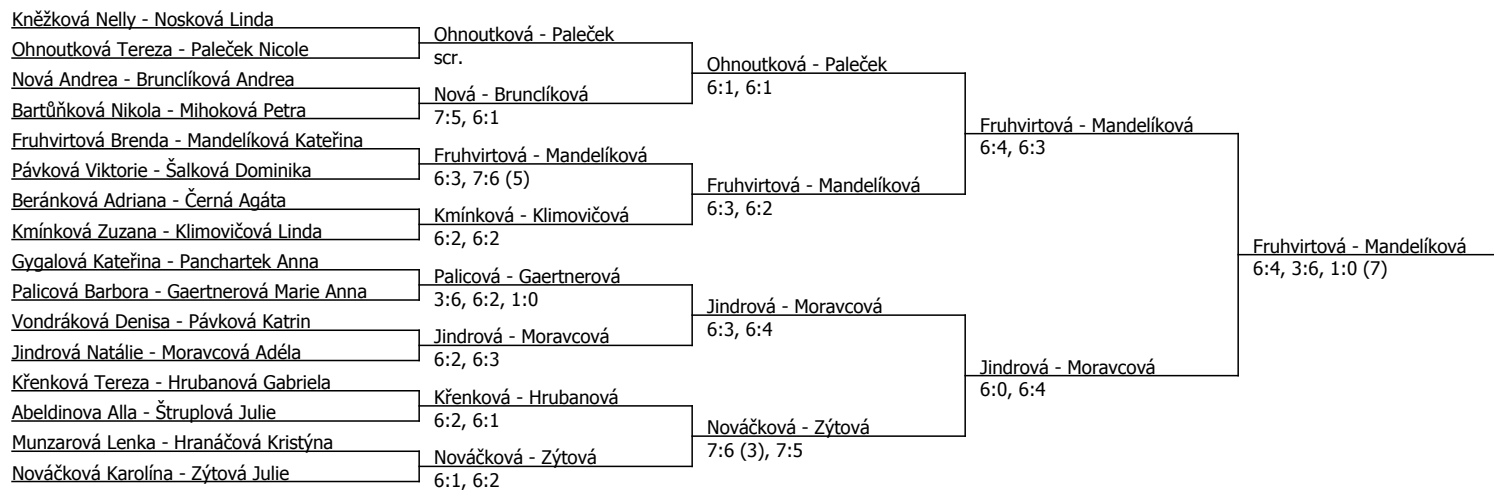 Kněžková Nelly - Nosková Linda
Ohnoutková Tereza - Paleček Nicole
Nová Andrea - Brunclíková Andrea
Bartůňková Nikola - Mihoková Petra
Fruhvirtová Brenda - Mandelíková Kateřina
Pávková Viktorie - Šalková Dominika
Beránková Adriana - Černá Agáta
Kmínková Zuzana - Klimovičová Linda
Gygalová Kateřina - Panchartek Anna
Palicová Barbora - Gaertnerová Marie Anna
Vondráková Denisa - Pávková Katrin
Jindrová Natálie - Moravcová Adéla
Křenková Tereza - Hrubanová Gabriela
Abeldinova Alla - Štruplová Julie
Munzarová Lenka - Hranáčová Kristýna
Nováčková Karolína - Zýtová Julie
Ohnoutková - Paleček
scr.
Nová - Brunclíková
7:5, 6:1
Fruhvirtová - Mandelíková
6:3, 7:6 (5)
Kmínková - Klimovičová
6:2, 6:2
Palicová - Gaertnerová
3:6, 6:2, 1:0
Jindrová - Moravcová
6:2, 6:3
Křenková - Hrubanová
6:2, 6:1
Nováčková - Zýtová
6:1, 6:2
Ohnoutková - Paleček
6:1, 6:1
Fruhvirtová - Mandelíková
6:3, 6:2
Jindrová - Moravcová
6:3, 6:4
Nováčková - Zýtová
7:6 (3), 7:5
Fruhvirtová - Mandelíková
6:4, 6:3
Jindrová - Moravcová
6:0, 6:4
Fruhvirtová - Mandelíková
6:4, 3:6, 1:0 (7)